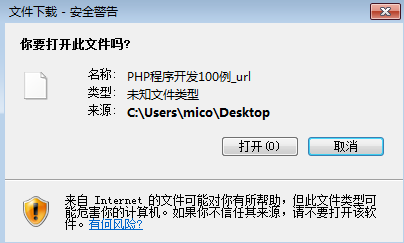 文件下载 - 安全警告
你要打开此文件吗?
名称: PHP程序开发100例_url
类型: 未知文件类型
来源: C:\Users\mico\Desktop
打开(O) 取消
来自 Internet 的文件可能对你有所帮助，但此文件类型可
能危害你的计算机。如果你不信任其来源，请不要打开该软
件。有何风险?